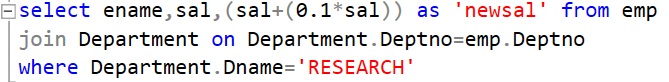 select ename,sal,(sal+(0.1*sal)) as 'newsal' from emp
join Department on Department.Deptno=emp.Deptno
where Department.Dname='RESEARCH'